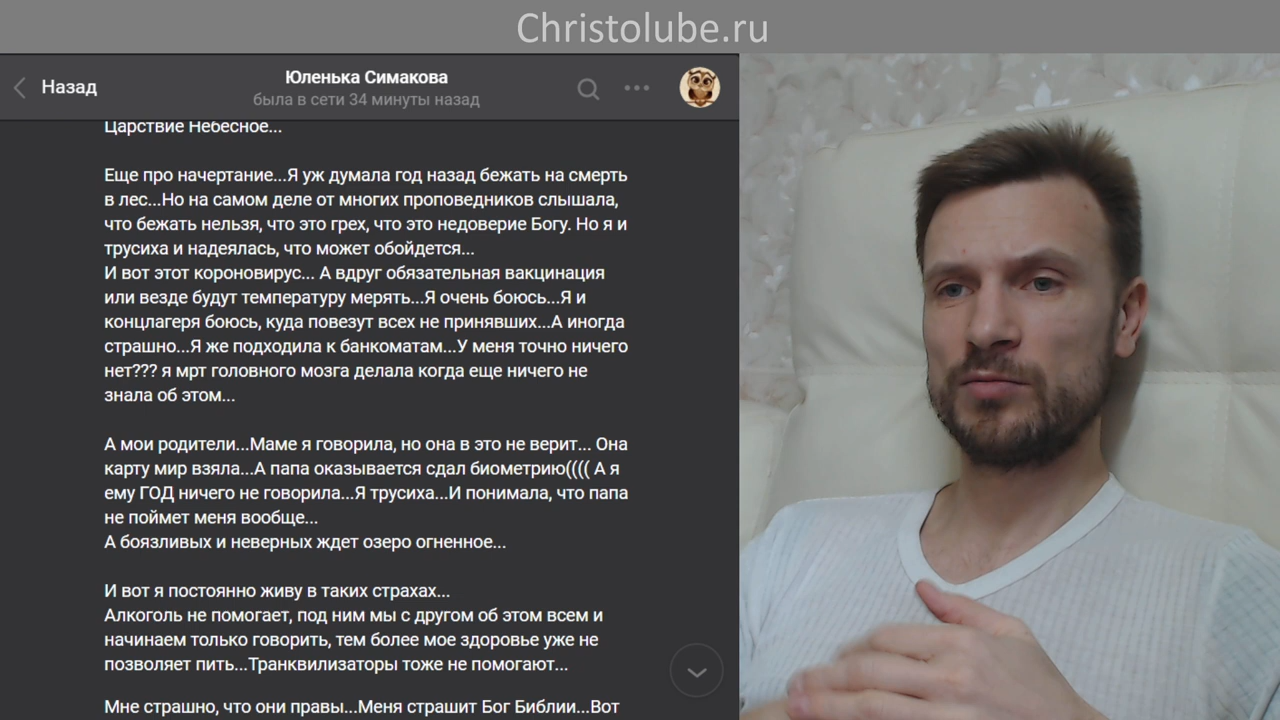 Christolube.ru
Назад
Юленька Симакова
была в сети 34 минуты назад
Царствие Небесное...
Еще про начертание...Я уж думала год назад бежать на смерть
в лес...Но на самом деле от многих проповедников слышала,
что бежать нельзя, что это грех, что это недоверие Богу. Но я и
трусиха и надеялась, что может обойдется...
И вот этот короновирус... А вдруг обязательная вакцинация
или везде будут температуру мерять...Я очень боюсь...Я и
концлагеря боюсь, куда повезут всех не принявших...А иногда
страшно...Я же подходила к банкоматам...У меня точно ничего
нет??? я мрт головного мозга делала когда еще ничего не
знала об этом...
А мои родители...Маме я говорила, но она в это не верит... Она
карту мир взяла...А папа оказывается сдал биометрию(((( А я
ему ГОД ничего не говорила...Я трусиха...И понимала, что папа
не поймет меня вообще...
А боязливых и неверных ждет озеро огненное...
И вот я постоянно живу в таких страхах...
Алкоголь не помогает, под ним мы с другом об этом всем и
начинаем только говорить, тем более мое здоровье уже не
позволяет пить...Транквилизаторы тоже не помогают...
Мне страшно, что они правы...Меня страшит Бог Библии...Вот